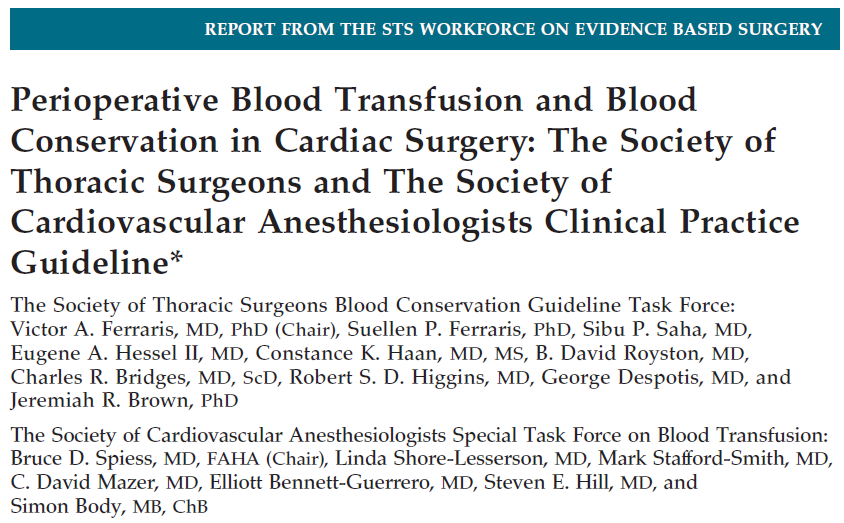 REPORT FROM THE STS WORKFORCE ON EVIDENCE BASED SURGERY
Perioperative Blood Transfusion and Blood
Conservation in Cardiac Surgery: The Society of
Thoracic Surgeons and The Society of
Cardiovascular Anesthesiologists Clinical Practice
Guideline*
The Society of Thoracic Surgeons Blood Conservation Guideline Task Force:
Victor A. Ferraris, MD, PhD (Chair), Suellen P. Ferraris, PhD, Sibu P. Saha, MD,
Eugene A. Hessel II, MD, Constance K. Haan, MD, MS, B. David Royston, MD,
Charles R. Bridges, MD, ScD, Robert S. D. Higgins, MD, George Despotis, MD, and
Jeremiah R. Brown, PhD
The Society of Cardiovascular Anesthesiologists Special Task Force on Blood Transfusion:
Bruce D. Spiess, MD, FAHA (Chair), Linda Shore-Lesserson, MD, Mark Stafford-Smith, MD,
C. David Mazer, MD, Elliott Bennett-Guerrero, MD, Steven E. Hill, MD, and
Simon Body, MB, ChB